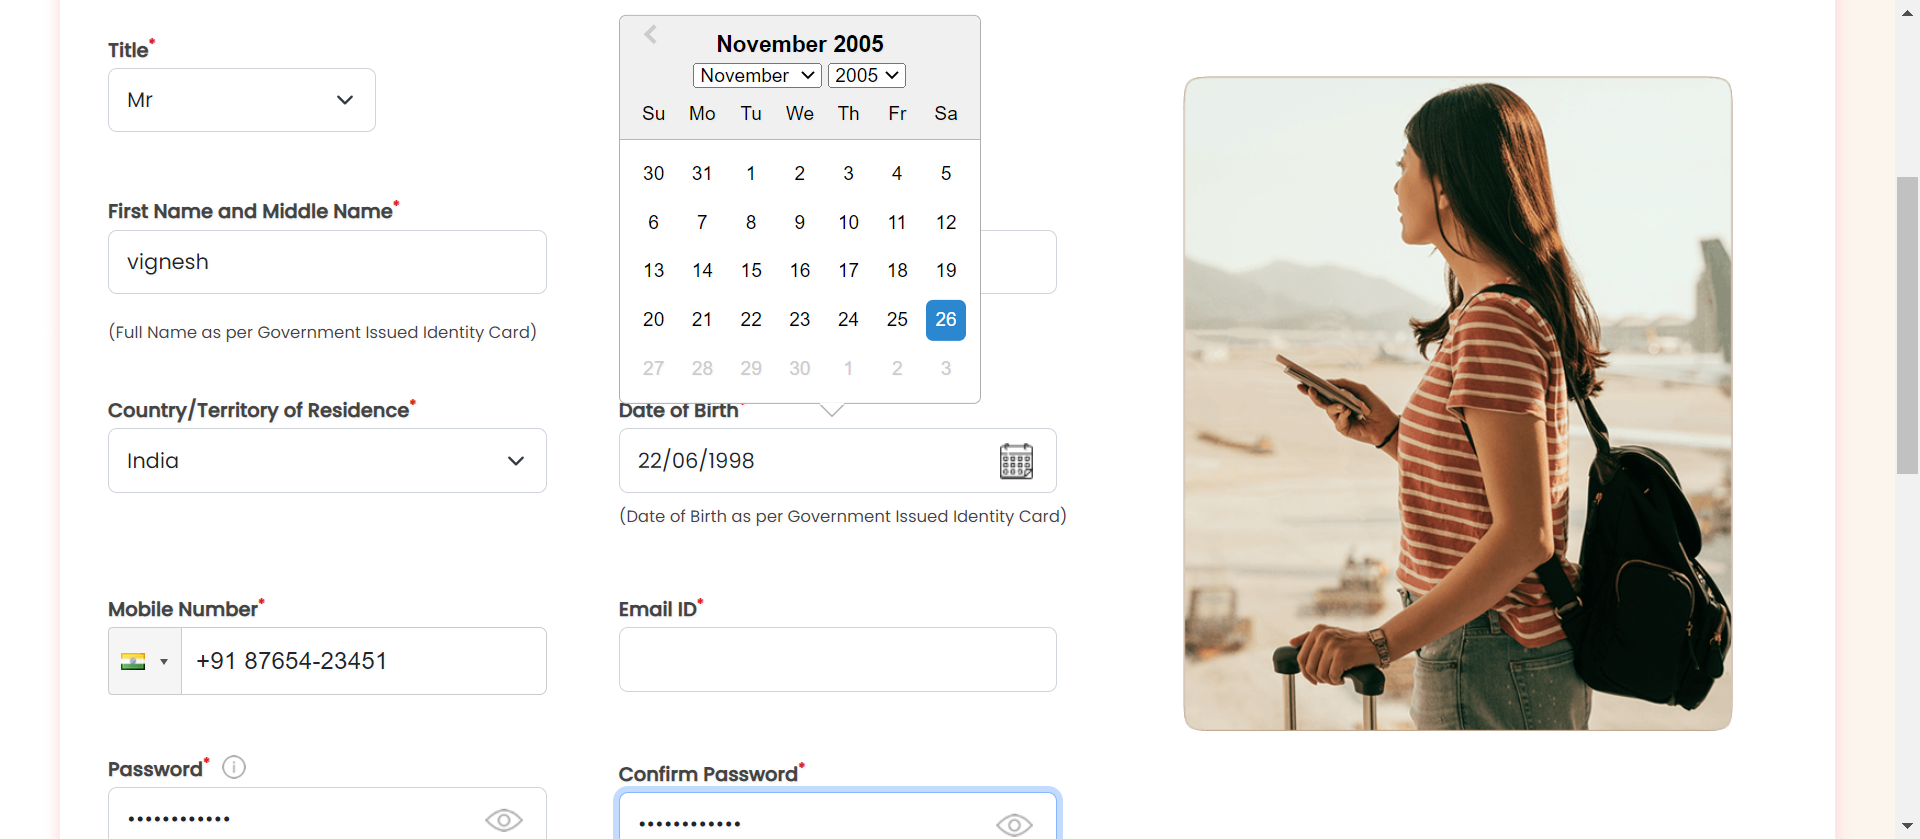 Title*
Mr
First Name and Middle Name*
vignesh
(Full Name as per Government Issued Identity Card)
November 2005
November 2005
Su Mo Tu We Th Fr Sa
30 31 1 2 3 4 5
6 7 8 9 10 11 12
13 14 15 16 17 18 19
20 21 22 23 24 25 26
27 28 29 30 1 2 3
Country/Territory of Residence*
India
Date of Birth*
22/06/1998
(Date of Birth as per Government Issued Identity Card)
Mobile Number*
+91 87654-23451
Email ID*
Password*
••••••••••••
Confirm Password*
••••••••••••